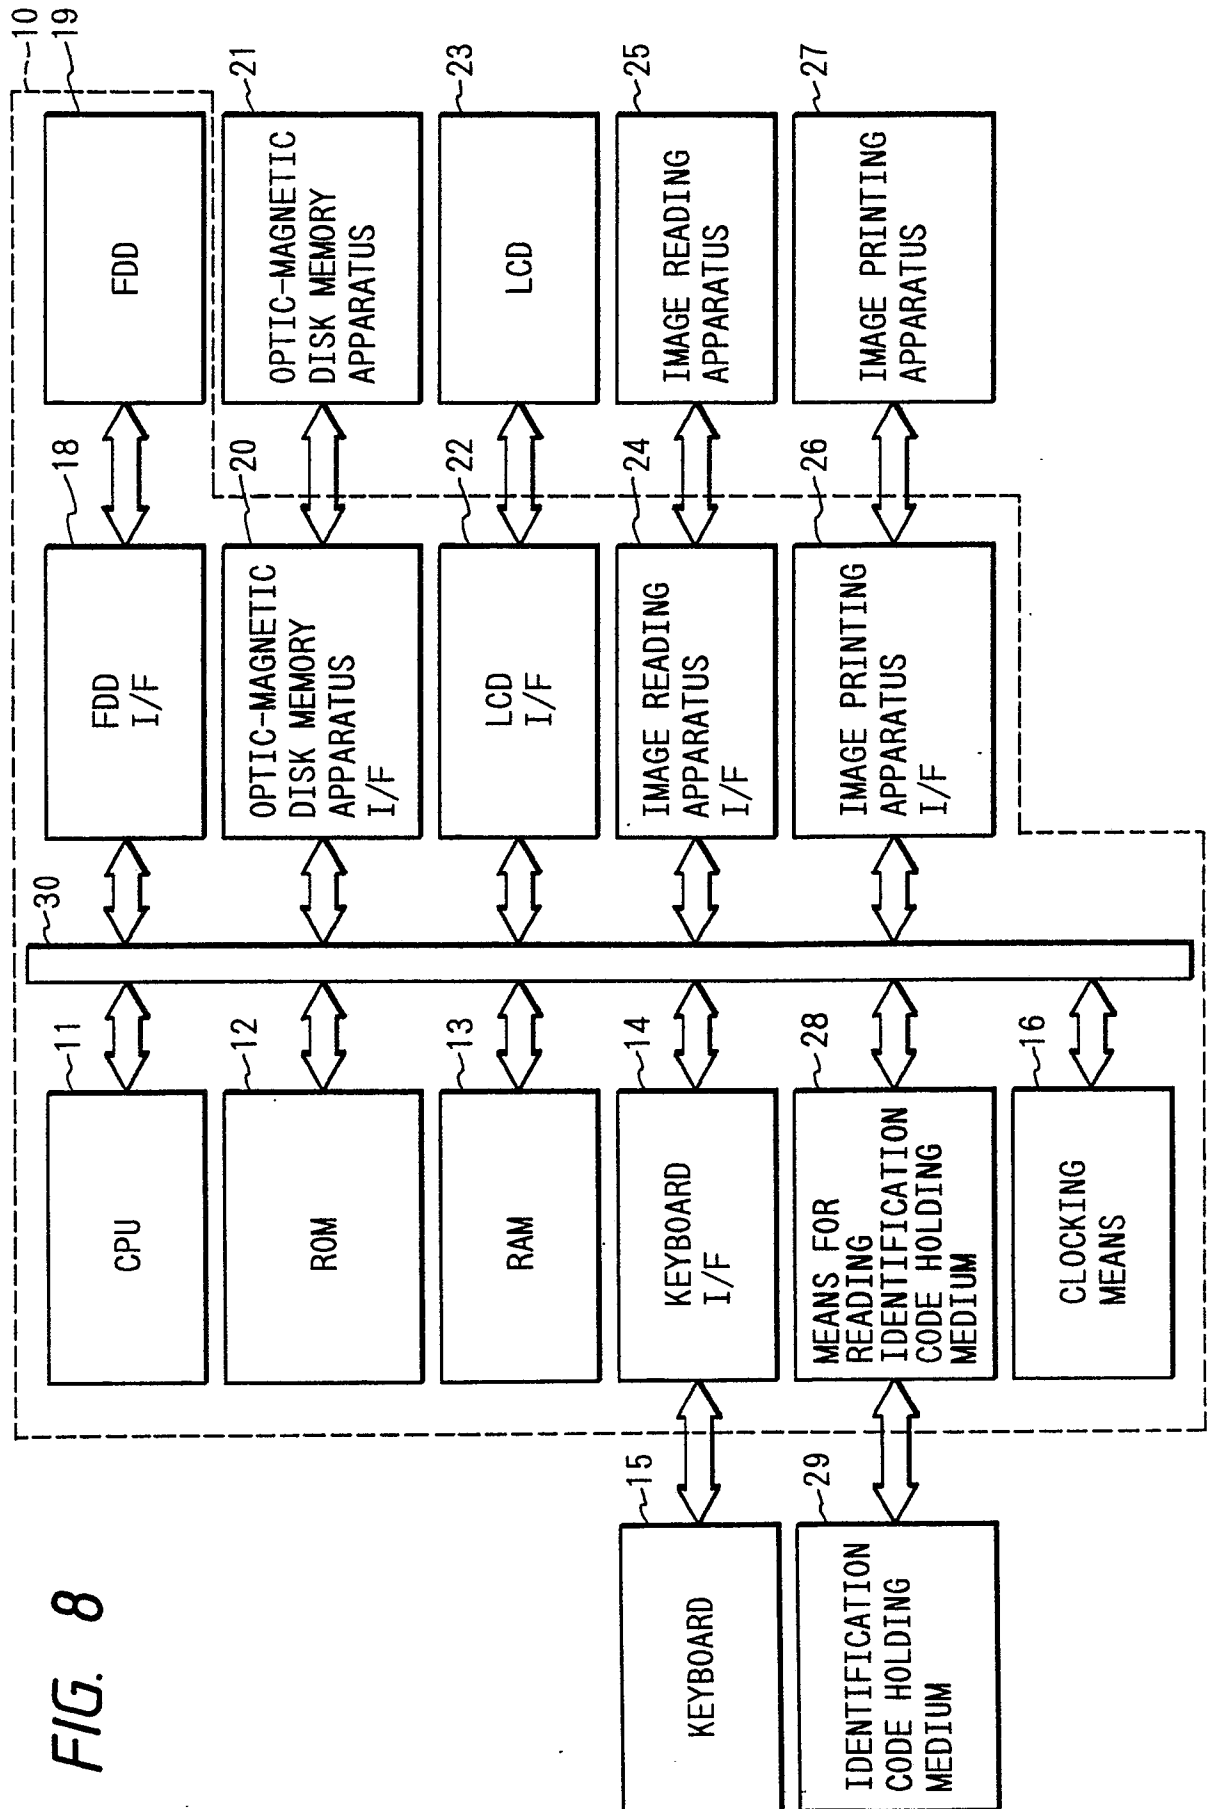 FIG. 8
10
KEYBOARD
15
IDENTIFICATION
CODE HOLDING
MEDIUM
29
CPU
11
ROM
12
RAM
13
KEYBOARD
I/F
14
MEANS FOR
READING
IDENTIFICATION
CODE HOLDING
MEDIUM
28
CLOCKING
MEANS
16
30
FDD
I/F
18
OPTIC-MAGNETIC
DISK MEMORY
APPARATUS
I/F
20
LCD
I/F
22
IMAGE READING
APPARATUS
I/F
24
IMAGE PRINTING
APPARATUS
I/F
26
FDD
19
OPTIC-MAGNETIC
DISK MEMORY
APPARATUS
21
LCD
23
IMAGE READING
APPARATUS
25
IMAGE PRINTING
APPARATUS
27